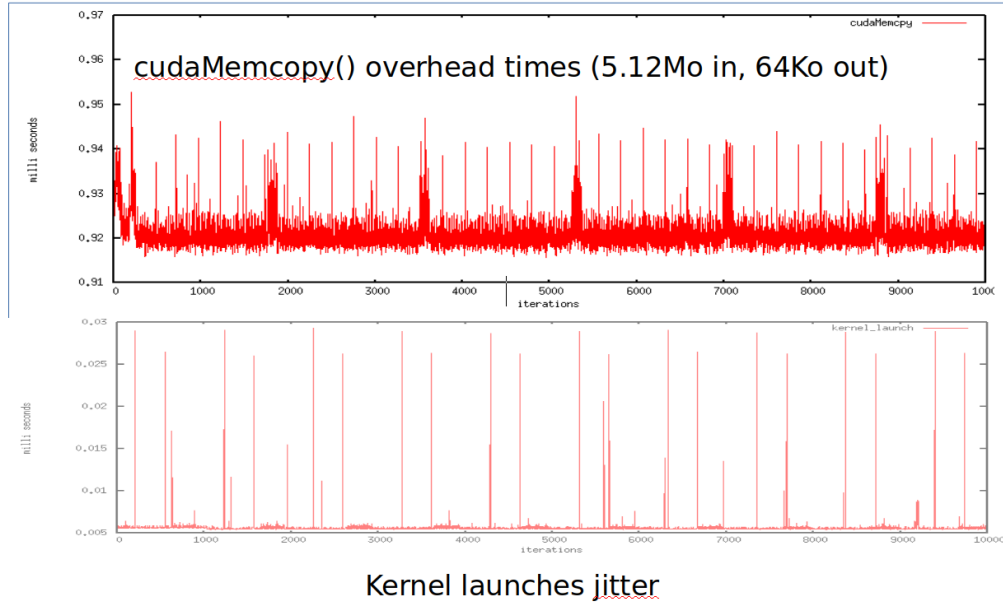 0.97
cudaMemcpy
0.96
cudaMemcopy() overhead times (5.12Mo in, 64Ko out)
0.95
milli seconds
0.94
0.93
0.92
0.91
0 1000 2000 3000 4000 5000 6000 7000 8000 9000 1000
iterations
0.03
kernel_launch
0.025
0.02
milli seconds
0.015
0.01
0.005
0 1000 2000 3000 4000 5000 6000 7000 8000 9000 10000
iterations
Kernel launches jitter